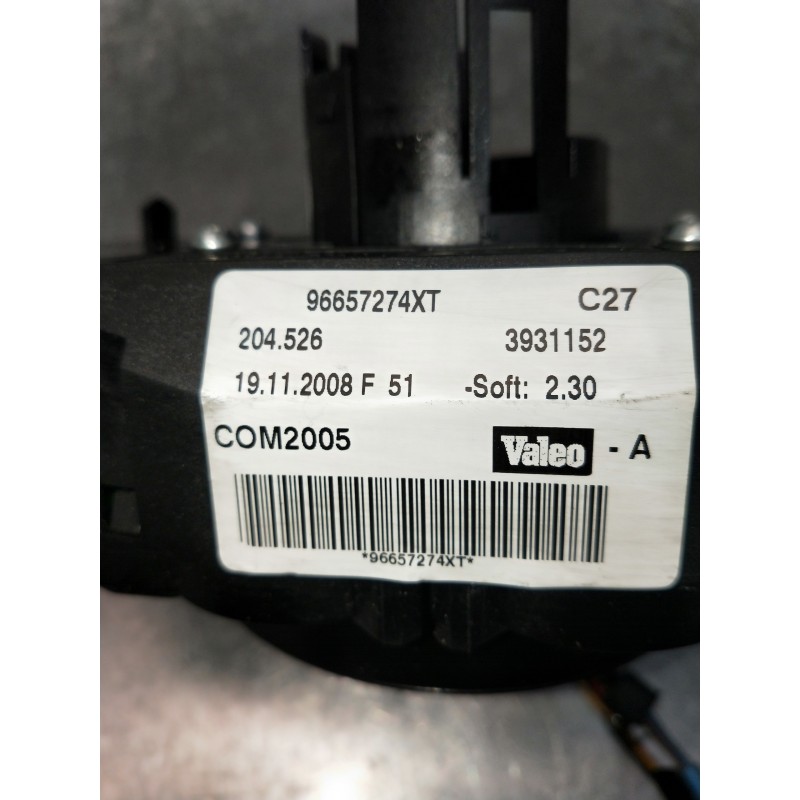 96657274XT C27
204.526 3931152
19.11.2008 F 51 -Soft: 2.30
COM2005 Valeo - A
*96657274XT*